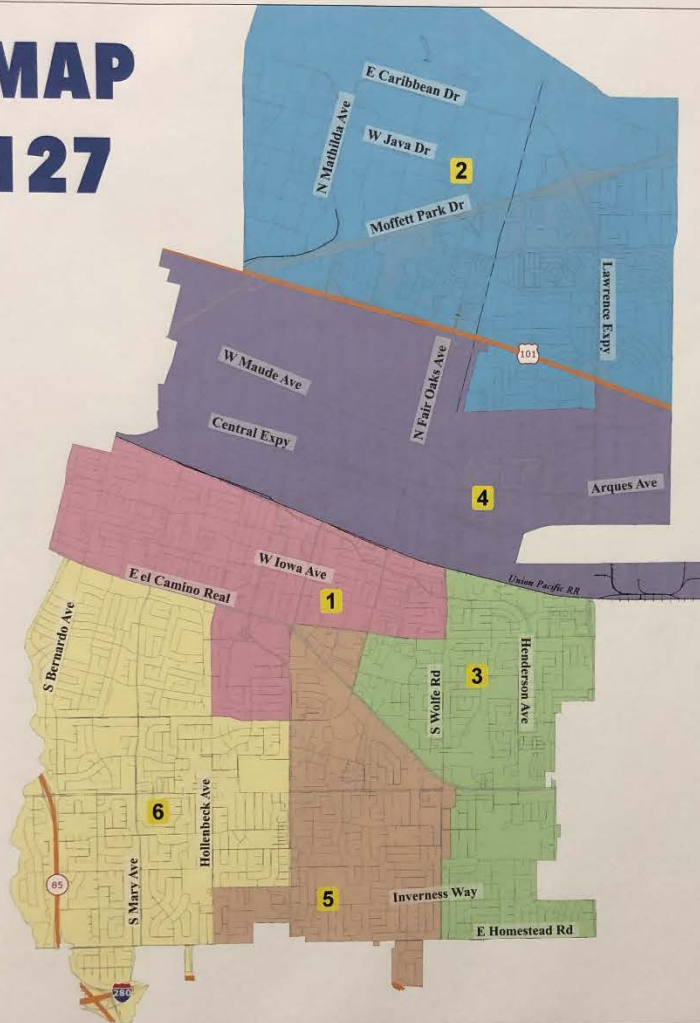 MAP
127
E Caribbean Dr
N Mathilda Ave
W Java Dr
2
Moffett Park Dr
Lawrence Expy
101
W Maude Ave
N Fair Oaks Ave
Central Expy
4
Arques Ave
W Iowa Ave
Union Pacific RR
E el Camino Real
1
S Bernardo Ave
3
S Wolfe Rd
Henderson Ave
6
Hollenbeck Ave
85
S Mary Ave
5
Inverness Way
E Homestead Rd
280